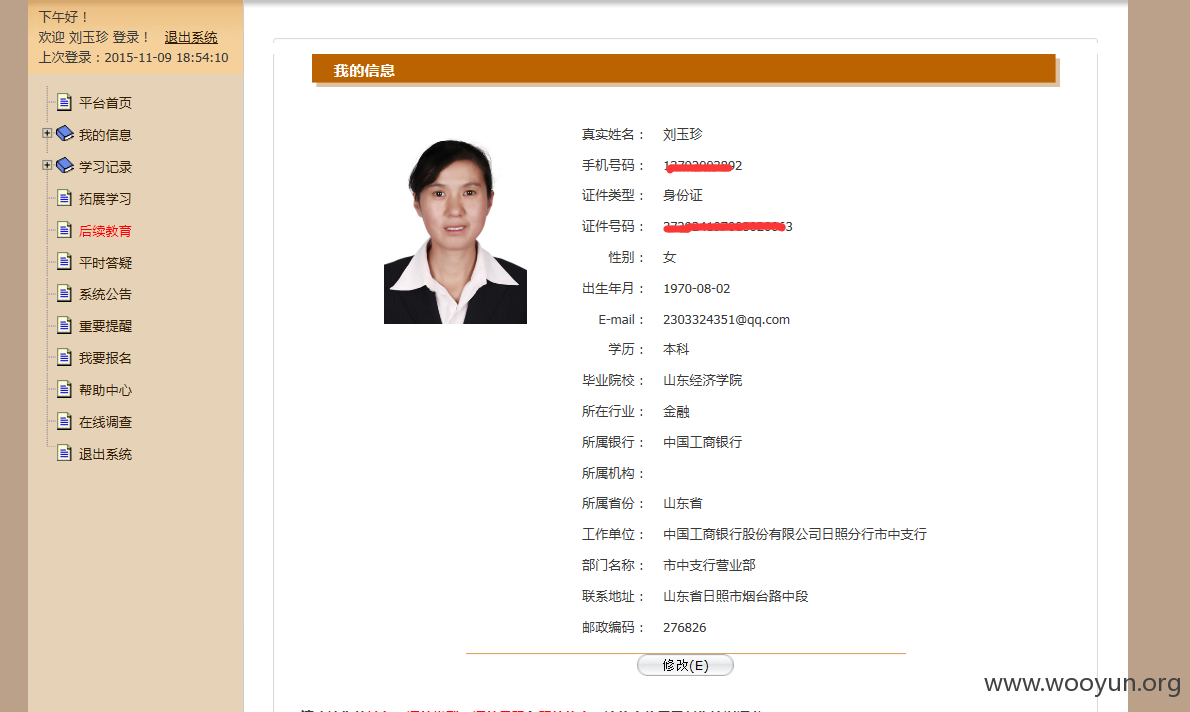 下午好！
欢迎 刘玉珍 登录！ 退出系统
上次登录：2015-11-09 18:54:10
平台首页
我的信息
学习记录
拓展学习
后续教育
平时答疑
系统公告
重要提醒
我要报名
帮助中心
在线调查
退出系统
我的信息
真实姓名： 刘玉珍
手机号码：
证件类型： 身份证
证件号码：
性别： 女
出生年月： 1970-08-02
E-mail： 2303324351@qq.com
学历： 本科
毕业院校： 山东经济学院
所在行业： 金融
所属银行： 中国工商银行
所属机构：
所属省份： 山东省
工作单位： 中国工商银行股份有限公司日照分行市中支行
部门名称： 市中支行营业部
联系地址： 山东省日照市烟台路中段
邮政编码： 276826
修改(E)
www.wooyun.org